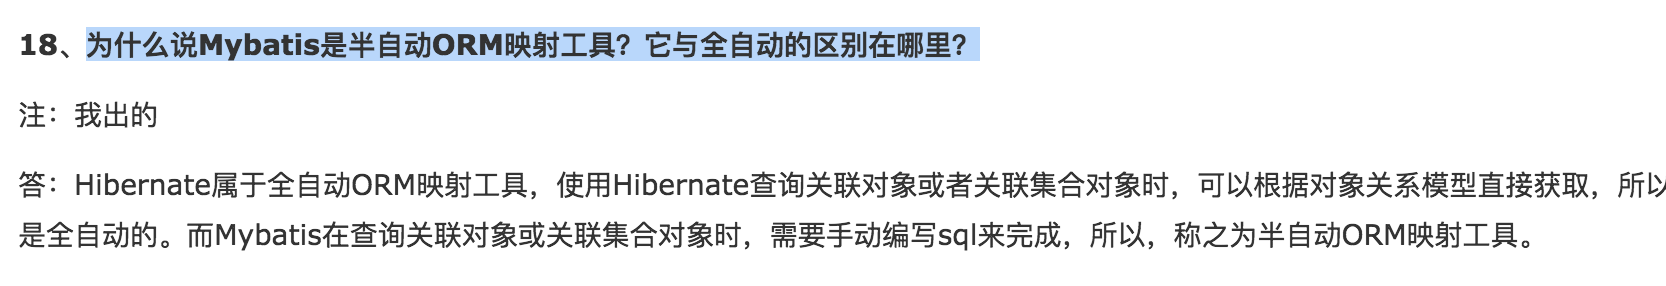 18、为什么说Mybatis是半自动ORM映射工具？它与全自动的区别在哪里？
注：我出的
答：Hibernate属于全自动ORM映射工具，使用Hibernate查询关联对象或者关联集合对象时，可以根据对象关系模型直接获取，所以
是全自动的。而Mybatis在查询关联对象或关联集合对象时，需要手动编写sql来完成，所以，称之为半自动ORM映射工具。